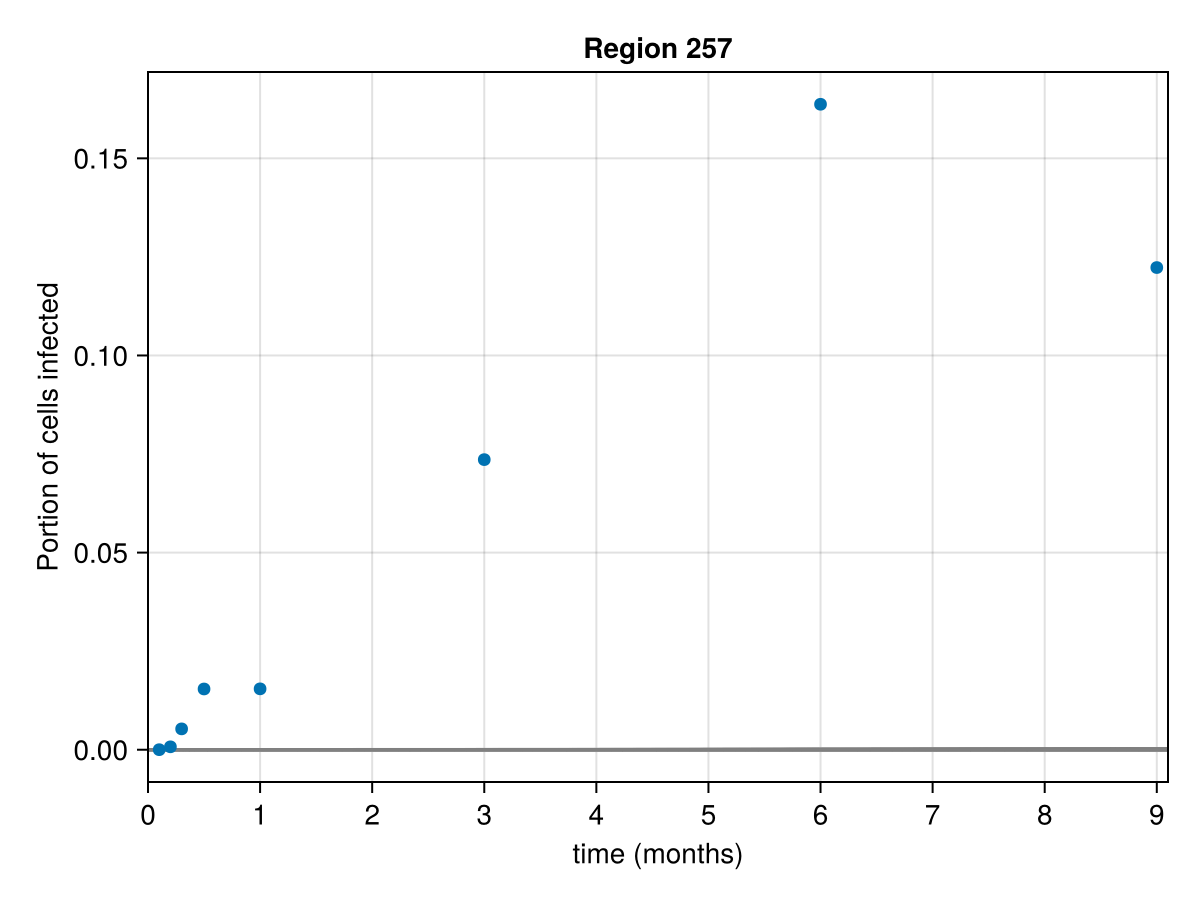 Region 257
0.15
0.10
0.05
0.00
Portion of cells infected
0 1 2 3 4 5 6 7 8 9
time (months)